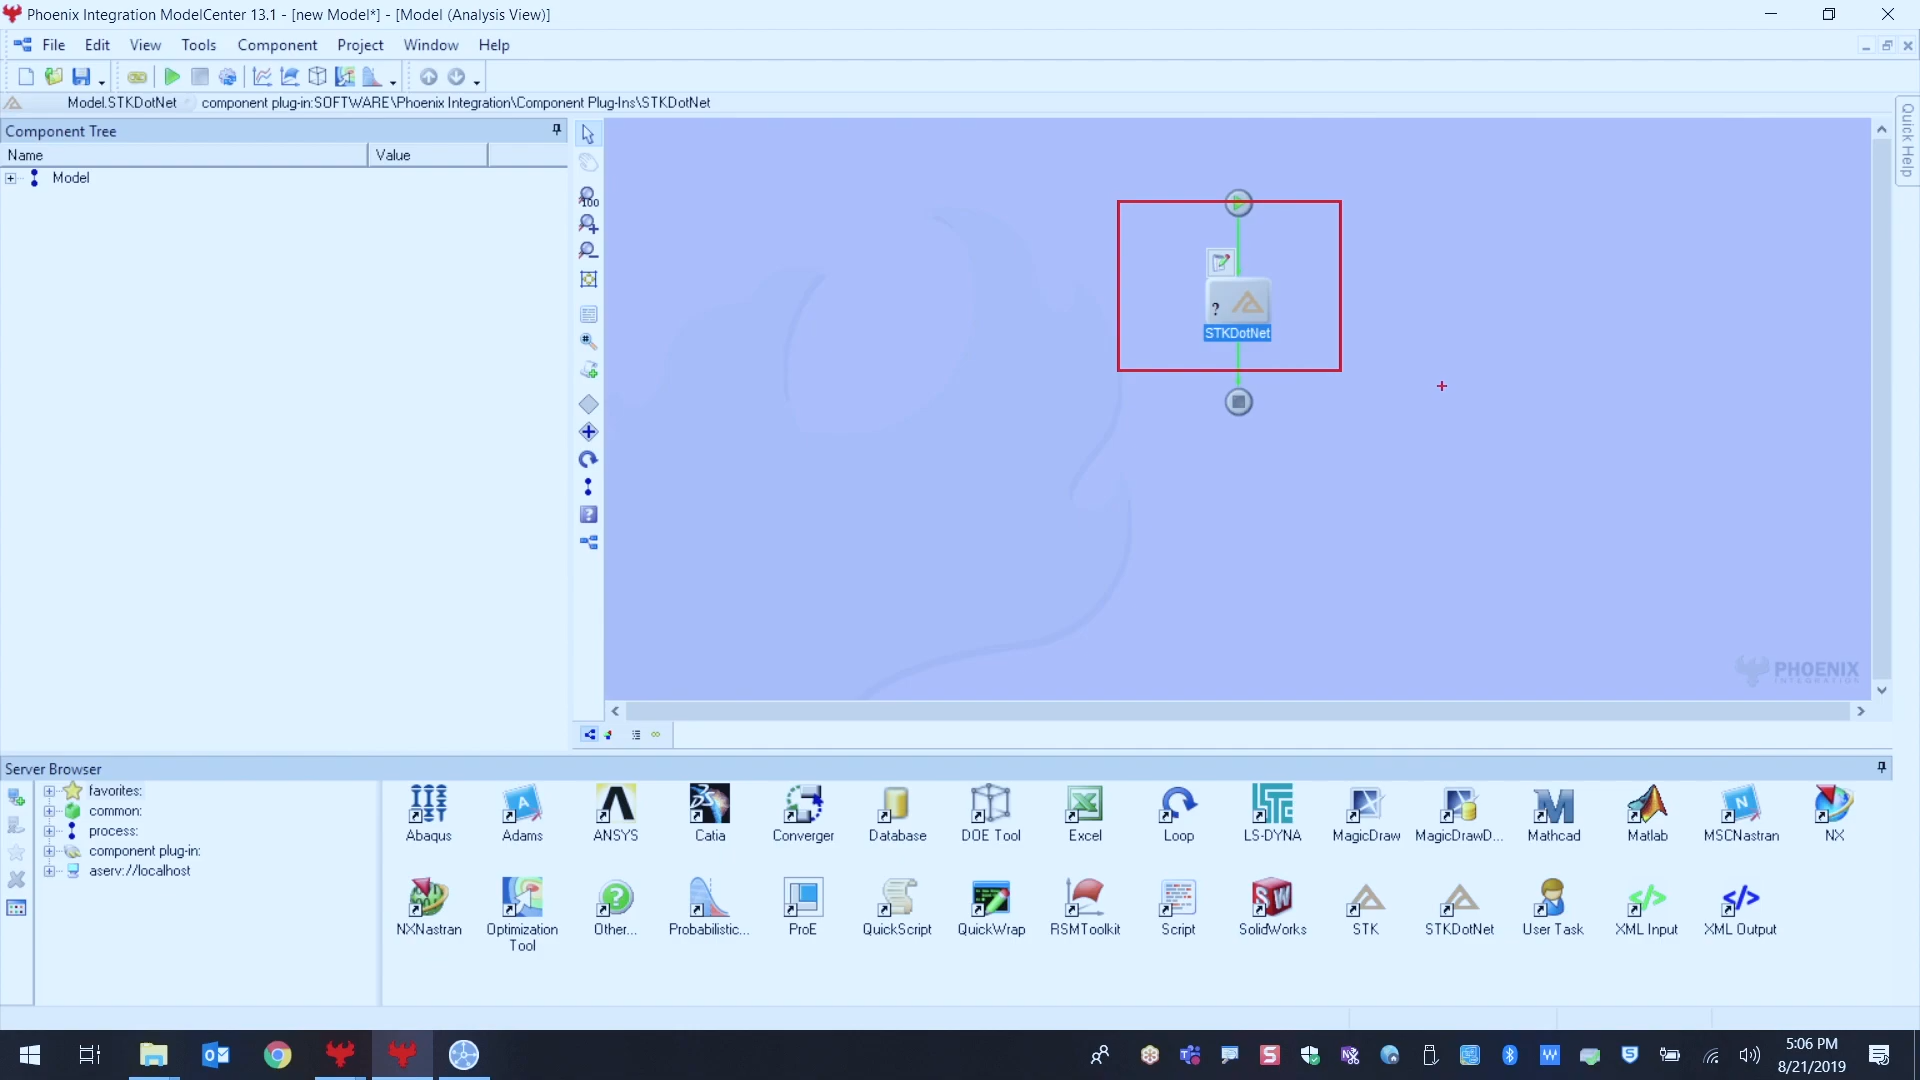 Phoenix Integration ModelCenter 13.1 - [new Model*] - [Model (Analysis View)]
File Edit View Tools Component Project Window Help
Model.STKDotNet component plug-in:SOFTWARE\Phoenix Integration\Component Plug-Ins\STKDotNet
Quick Help
Component Tree
Name Value
Model
100
?
STKDotNet
PHOENIX
INTEGRATION
Server Browser
favorites:
common:
process:
component plug-in:
aserv://localhost
Abaqus Adams ANSYS Catia Converger Database DOE Tool Excel Loop LS-DYNA MagicDraw MagicDrawD... Mathcad Matlab MSCNastran NX
NXNastran Optimization Tool Other... Probabilistic... ProE QuickScript QuickWrap RSMToolkit Script SolidWorks STK STKDotNet User Task XML Input XML Output
5:06 PM
8/21/2019